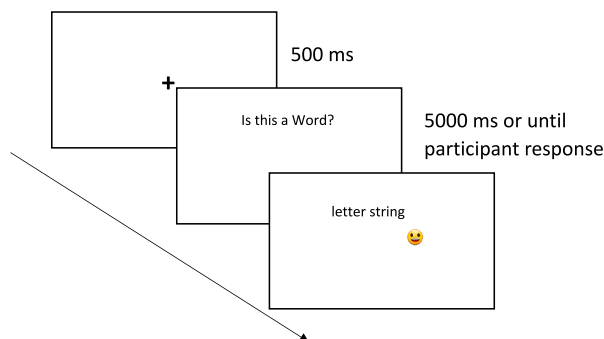 +
500 ms
Is this a Word?
5000 ms or until
participant response
letter string